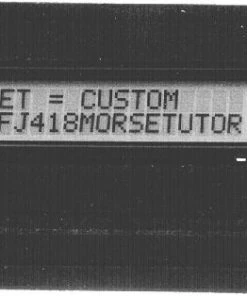 ET = CUSTOM
FJ418MORSETUTOR